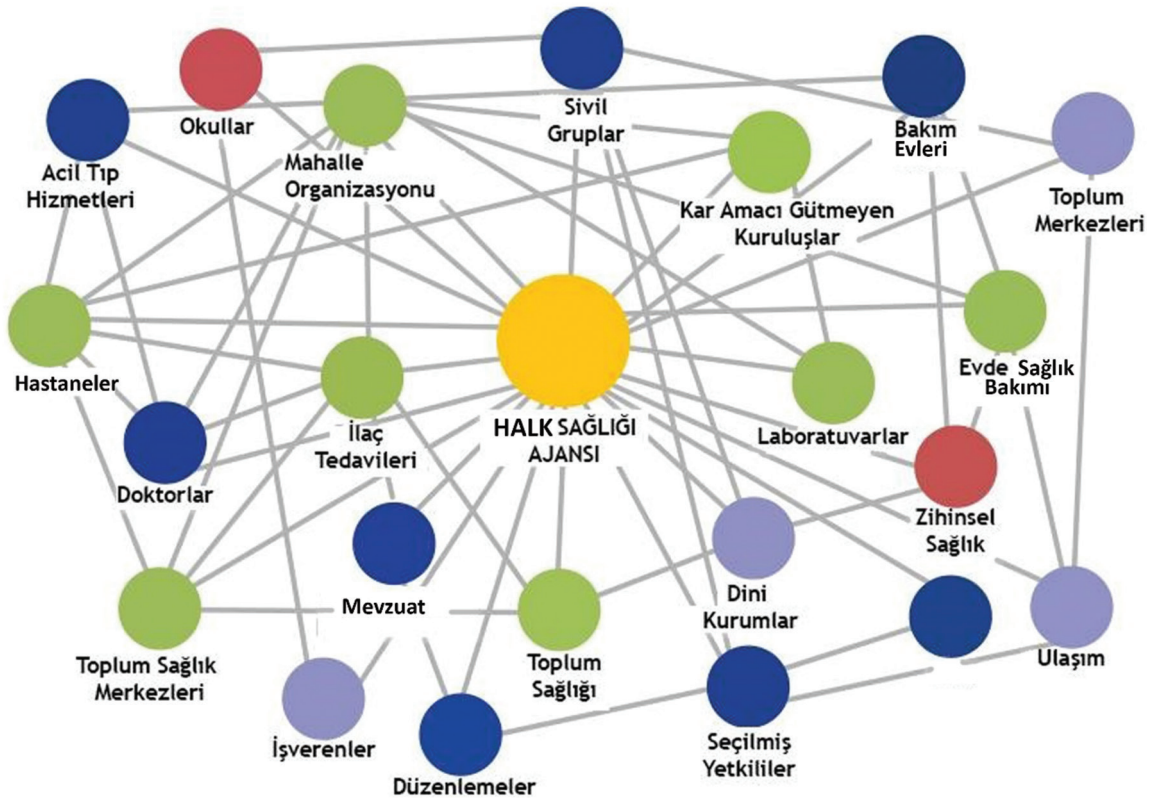 Okullar
Sivil
Gruplar
Bakım
Evleri
Acil Tıp
Hizmetleri
Mahalle
Organizasyonu
Kar Amacı Gütmeyen
Kuruluşlar
Toplum
Merkezleri
Hastaneler
Evde Sağlık
Bakımı
İlaç
Tedavileri
HALK SAĞLIĞI
AJANSI
Laboratuvarlar
Doktorlar
Zihinsel
Sağlık
Mevzuat
Dini
Kurumlar
Toplum Sağlık
Merkezleri
Toplum
Sağlığı
Ulaşım
İşverenler
Düzenlemeler
Seçilmiş
Yetkililer